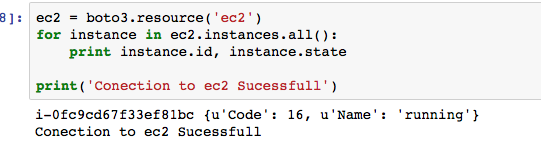 8]: ec2 = boto3.resource('ec2')
for instance in ec2.instances.all():
    print instance.id, instance.state
print('Conection to ec2 Sucessfull')
i-0fc9cd67f33ef81bc {u'Code': 16, u'Name': 'running'}
Conection to ec2 Sucessfull